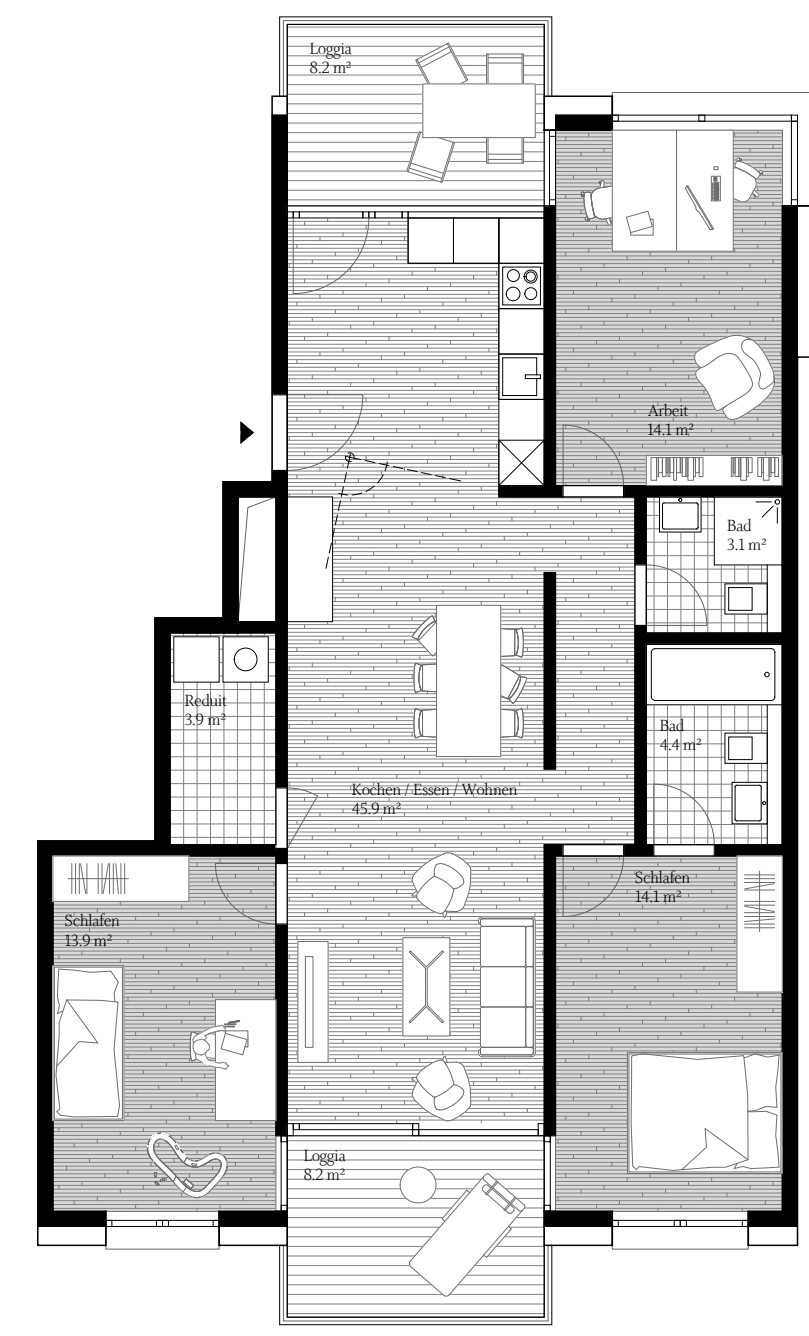 Loggia
8.2 m²
Arbeit
14.1 m²
Bad
3.1 m²
Reduit
3.9 m²
Bad
4.4 m²
Kochen / Essen / Wohnen
45.9 m²
Schlafen
14.1 m²
Schlafen
13.9 m²
Loggia
8.2 m²